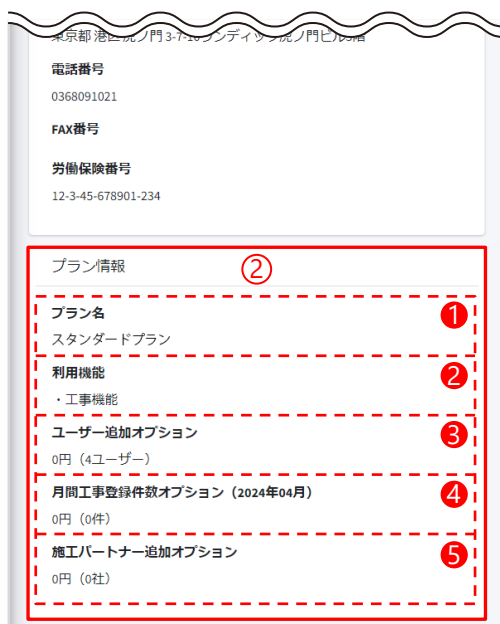 電話番号
0368091021
FAX番号
労働保険番号
12-3-45-678901-234
プラン情報
②
プラン名
❶
スタンダードプラン
利用機能
❷
・工事機能
ユーザー追加オプション
❸
0円（4ユーザー）
月間工事登録件数オプション（2024年04月）
❹
0円（0件）
施工パートナー追加オプション
❺
0円（0社）